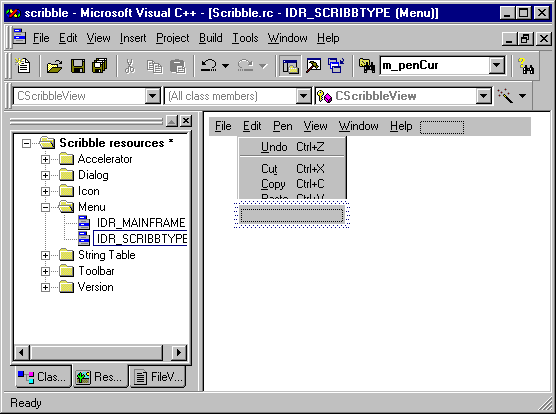 scribble - Microsoft Visual C++ - [Scribble.rc - IDR_SCRIBBTYPE (Menu)]
File Edit View Insert Project Build Tools Window Help
m_penCur
CScribbleView (All class members) CScribbleView
Scribble resources *
Accelerator
Dialog
Icon
Menu
IDR_MAINFRAME
IDR_SCRIBBTYPE
String Table
Toolbar
Version
Clas... Res... FileV...
File Edit Pen View Window Help
Undo Ctrl+Z
Cut Ctrl+X
Copy Ctrl+C
Paste Ctrl+V
Ready